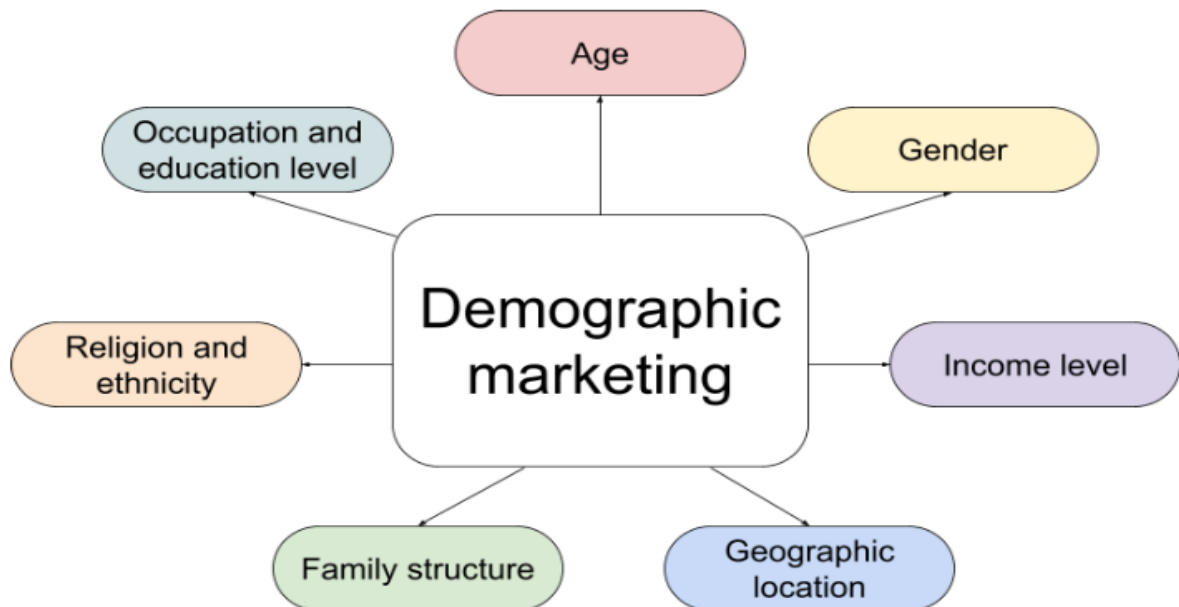 Age
Occupation and
education level
Gender
Demographic
marketing
Religion and
ethnicity
Income level
Family structure
Geographic
location